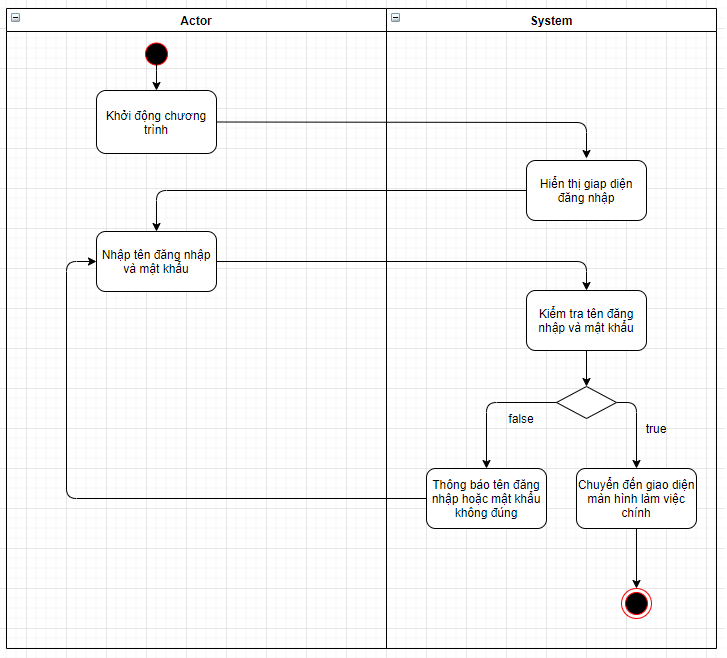 Actor
System
Khởi động chương
trình
Hiển thị giap diện
đăng nhập
Nhập tên đăng nhập
và mật khẩu
Kiểm tra tên đăng
nhập và mật khẩu
false
true
Thông báo tên đăng
nhập hoặc mật khẩu
không đúng
Chuyển đến giao diện
màn hình làm việc
chính